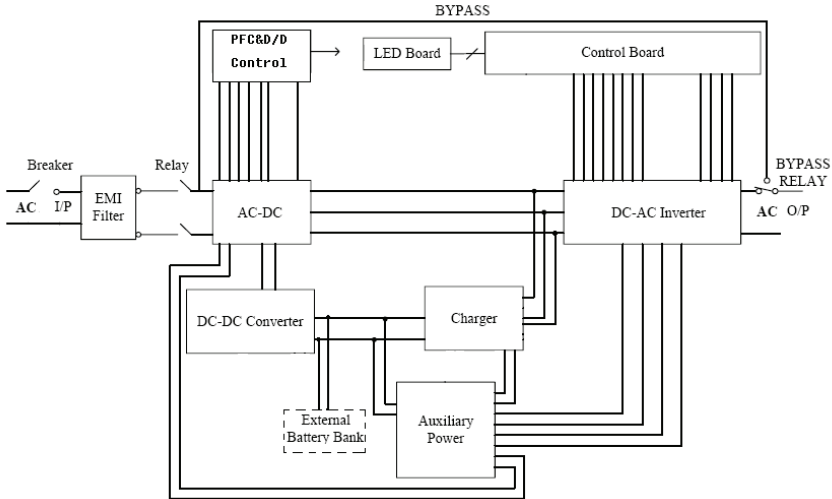 BYPASS
PFC&D/D
Control
LED Board
Control Board
Breaker
Relay
BYPASS
RELAY
AC
I/P
EMI
Filter
AC-DC
DC-AC Inverter
AC
O/P
DC-DC Converter
Charger
External
Battery Bank
Auxiliary
Power